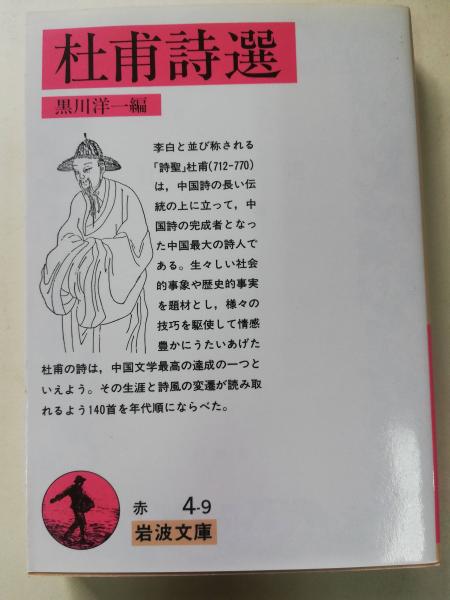 杜甫詩選
黒川洋一編
李白と並び称される
「詩聖」杜甫(712-770)
は，中国詩の長い伝
統の上に立って，中
国詩の完成者となっ
た中国最大の詩人で
ある。生々しい社会
的事象や歴史的事実
を題材とし，様々の
技巧を駆使して情感
豊かにうたいあげた
杜甫の詩は，中国文学最高の達成の一つと
いえよう。その生涯と詩風の変遷が読み取
れるよう140首を年代順にならべた。
赤 4-9
岩波文庫